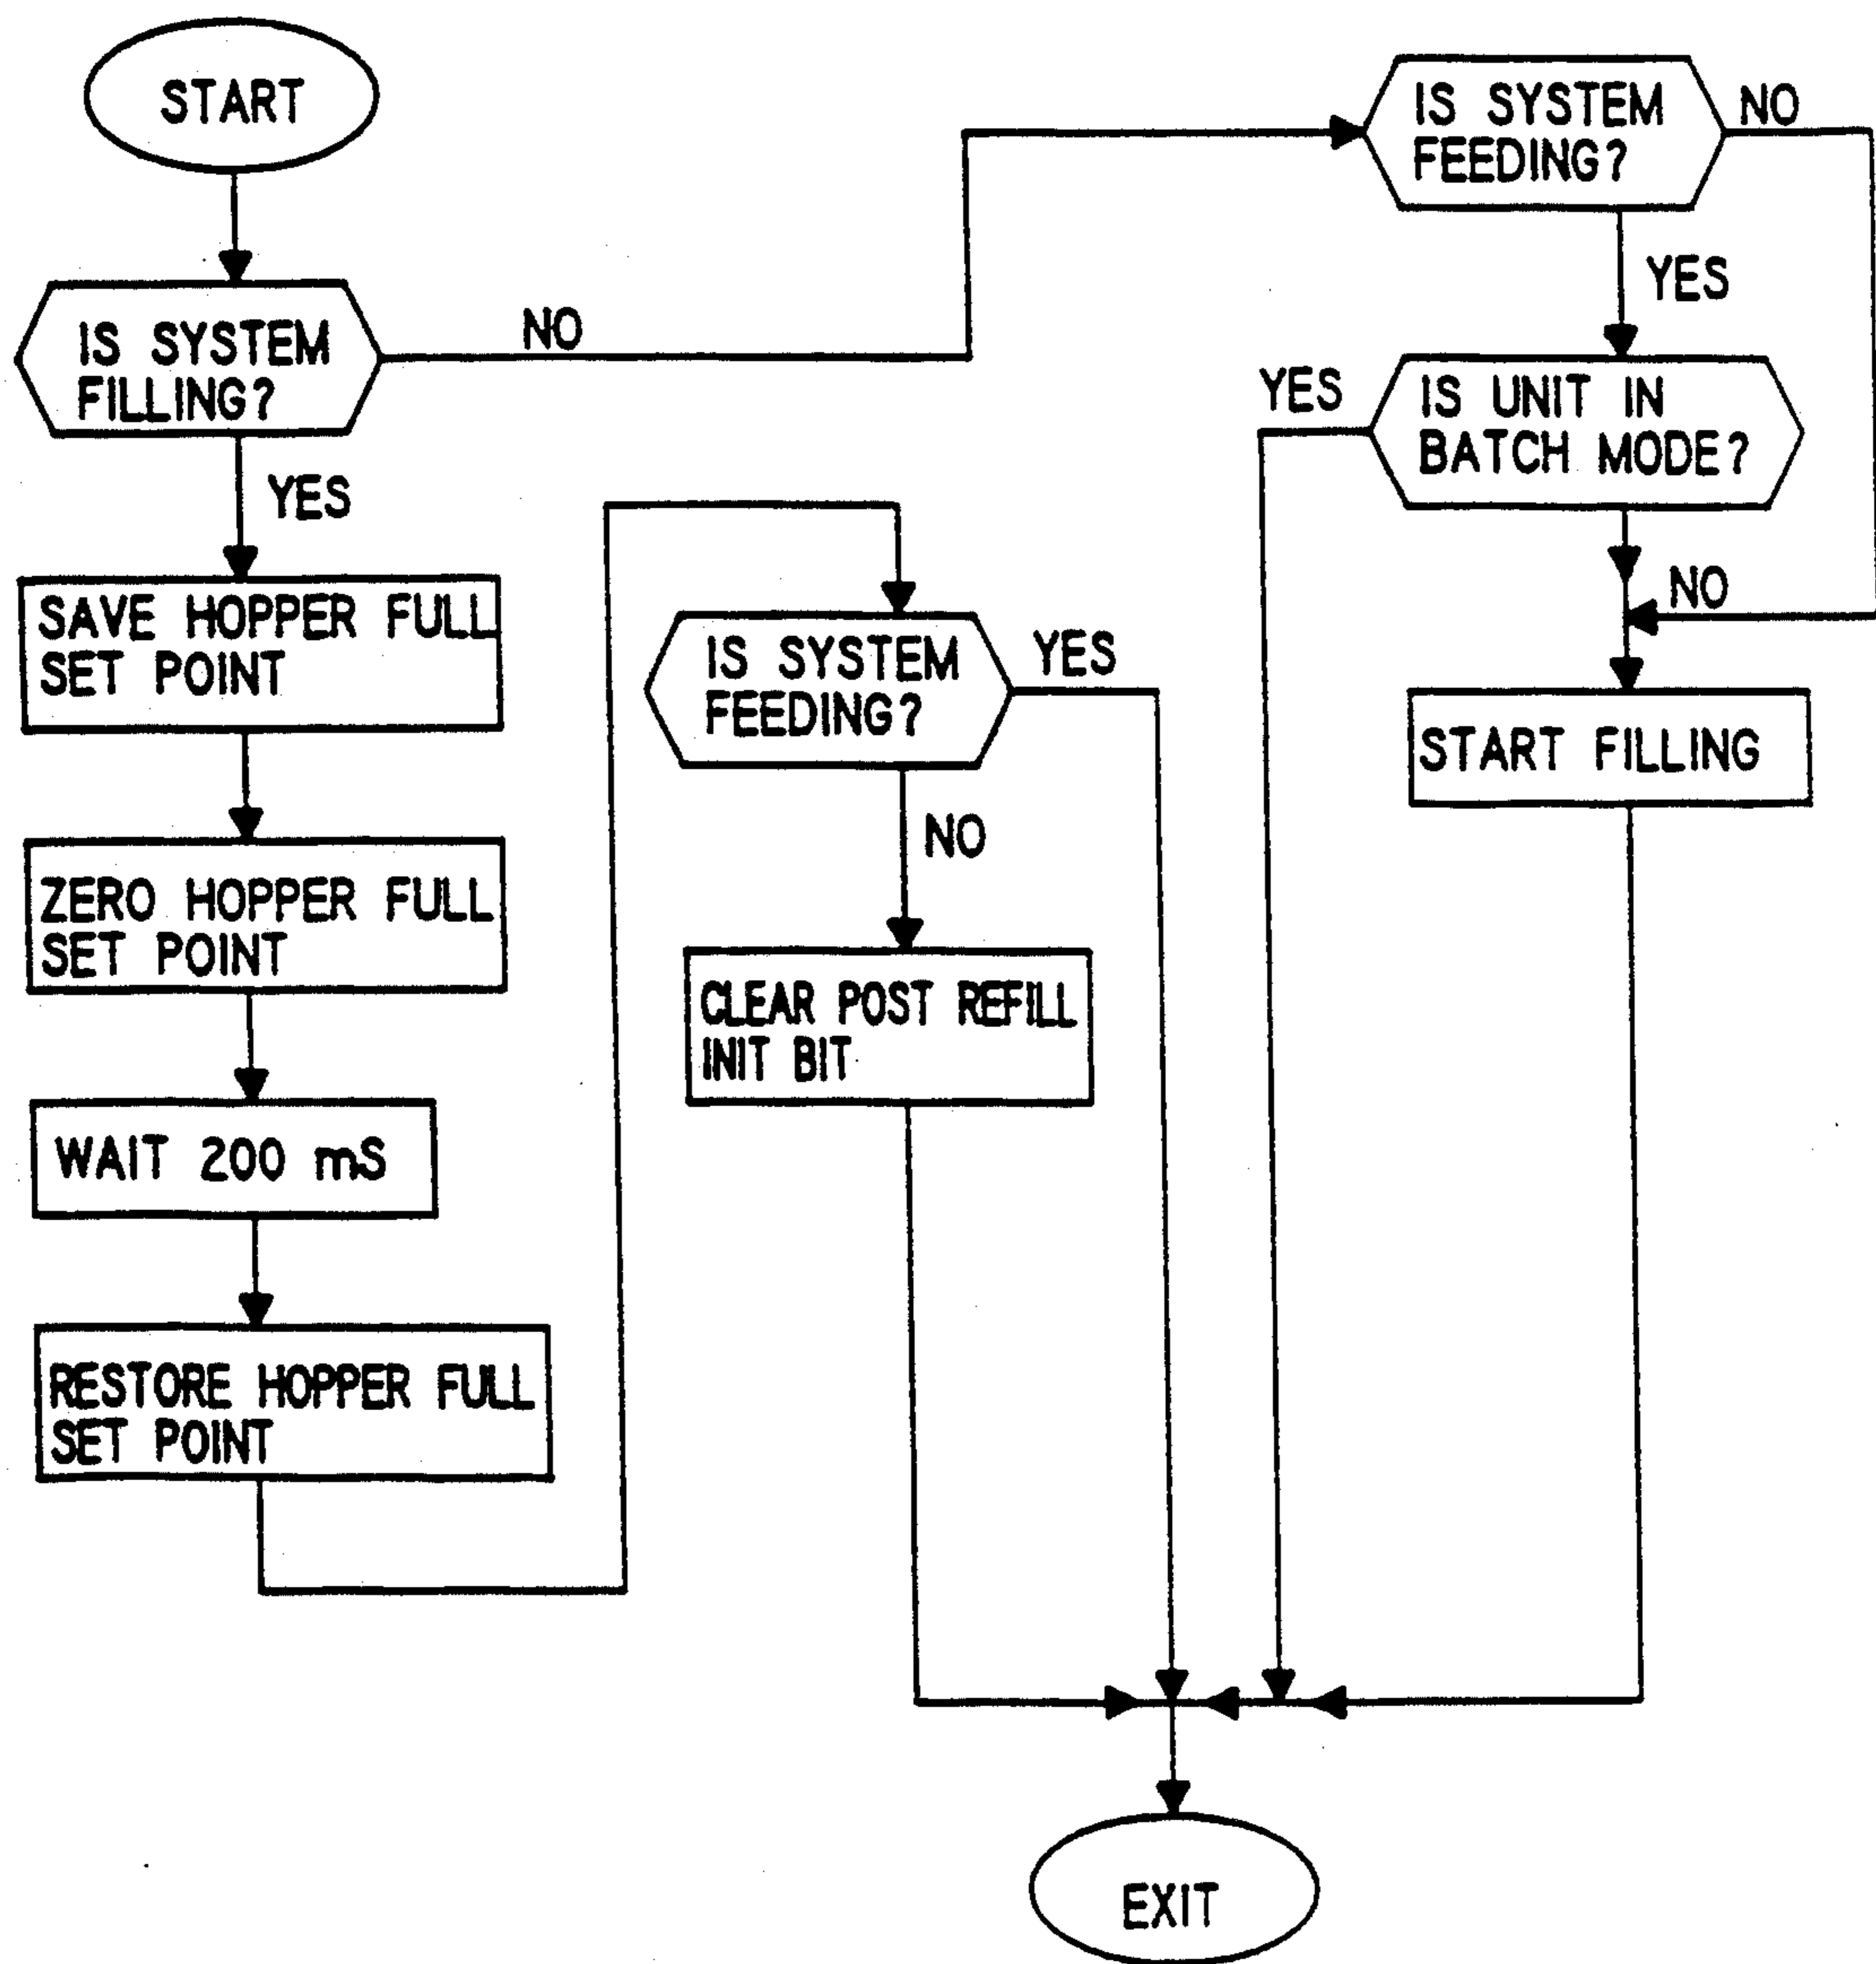 START
IS SYSTEM
FILLING?
NO
YES
SAVE HOPPER FULL
SET POINT
ZERO HOPPER FULL
SET POINT
WAIT 200 mS
RESTORE HOPPER FULL
SET POINT
IS SYSTEM
FEEDING?
YES
NO
CLEAR POST REFILL
INIT BIT
IS SYSTEM
FEEDING?
NO
YES
IS UNIT IN
BATCH MODE?
YES
NO
START FILLING
EXIT